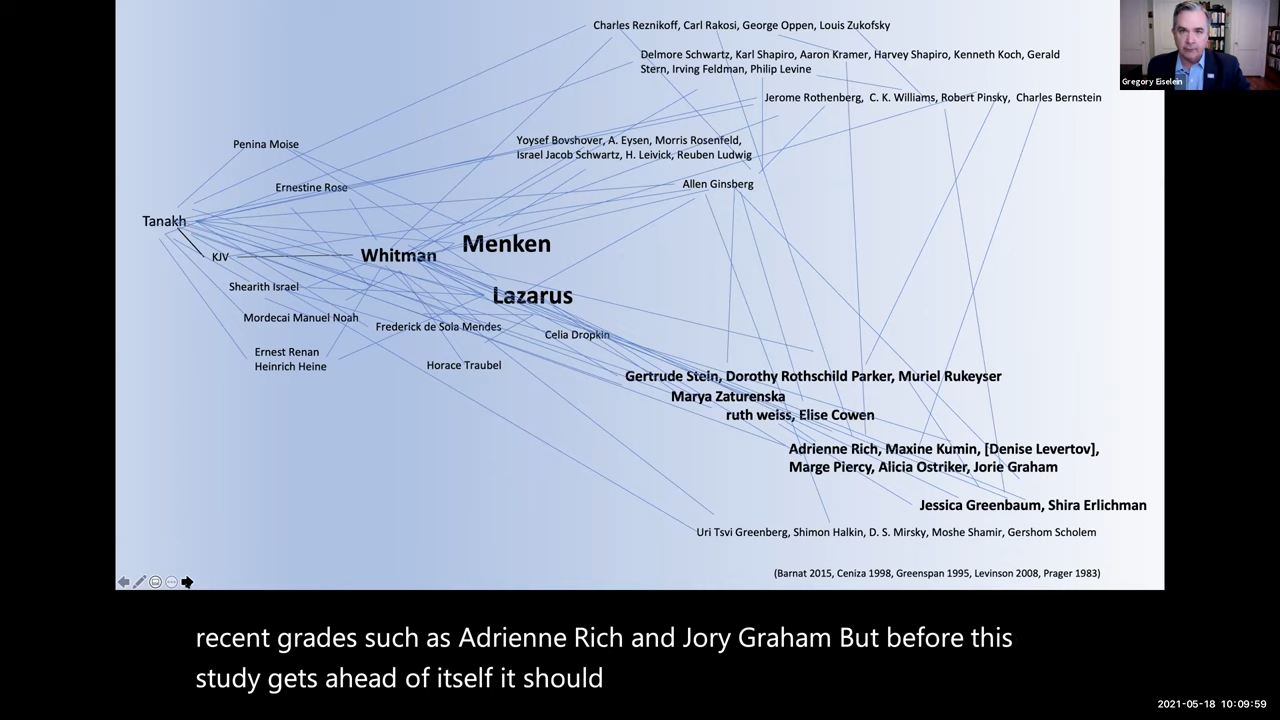 Charles Reznikoff, Carl Rakosi, George Oppen, Louis Zukofsky
Delmore Schwartz, Karl Shapiro, Aaron Kramer, Harvey Shapiro, Kenneth Koch, Gerald
Stern, Irving Feldman, Philip Levine
Gregory Eiselein
Jerome Rothenberg, C. K. Williams, Robert Pinsky, Charles Bernstein
Penina Moise
Yoysef Bovshover, A. Eysen, Morris Rosenfeld,
Israel Jacob Schwartz, H. Leivick, Reuben Ludwig
Ernestine Rose
Allen Ginsberg
Tanakh
Menken
KJV
Whitman
Shearith Israel
Lazarus
Mordecai Manuel Noah
Frederick de Sola Mendes
Celia Dropkin
Ernest Renan
Heinrich Heine
Horace Traubel
Gertrude Stein, Dorothy Rothschild Parker, Muriel Rukeyser
Marya Zaturenska
ruth weiss, Elise Cowen
Adrienne Rich, Maxine Kumin, [Denise Levertov],
Marge Piercy, Alicia Ostriker, Jorie Graham
Jessica Greenbaum, Shira Erlichman
Uri Tsvi Greenberg, Shimon Halkin, D. S. Mirsky, Moshe Shamir, Gershom Scholem
(Barnat 2015, Ceniza 1998, Greenspan 1995, Levinson 2008, Prager 1983)
recent grades such as Adrienne Rich and Jory Graham But before this
study gets ahead of itself it should
2021-05-18 10:09:59